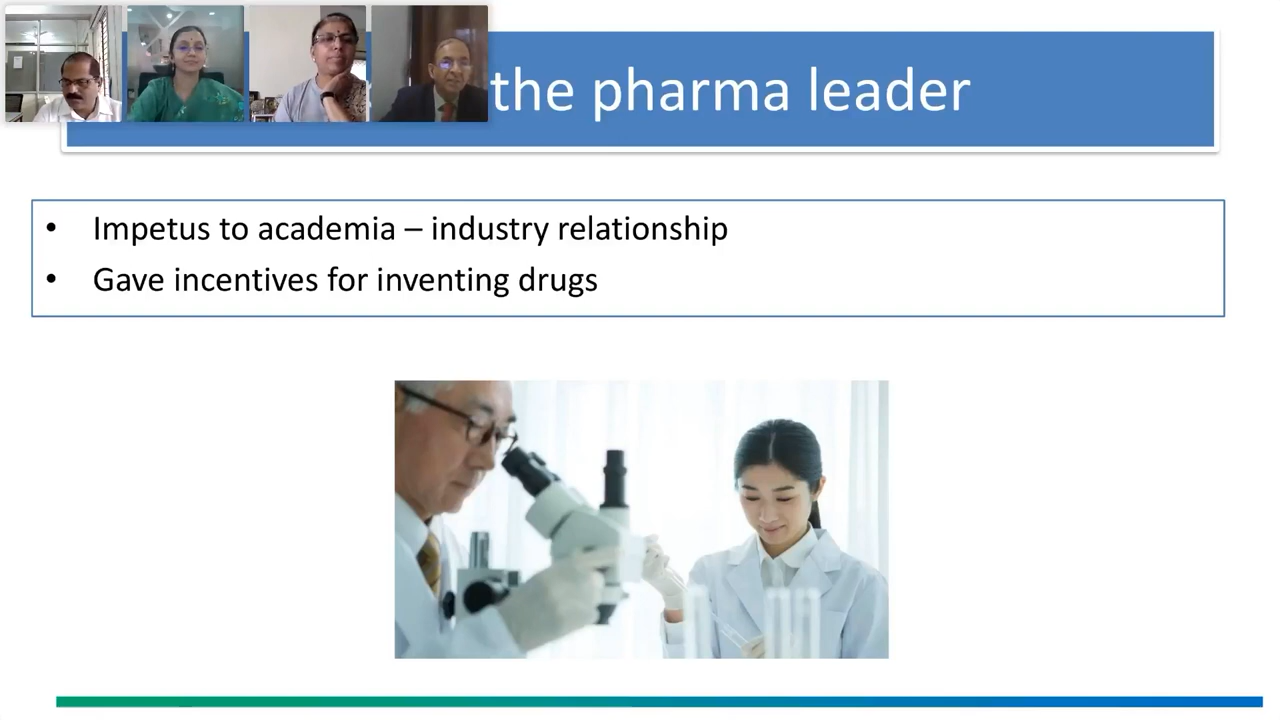 the pharma leader
• Impetus to academia – industry relationship
• Gave incentives for inventing drugs